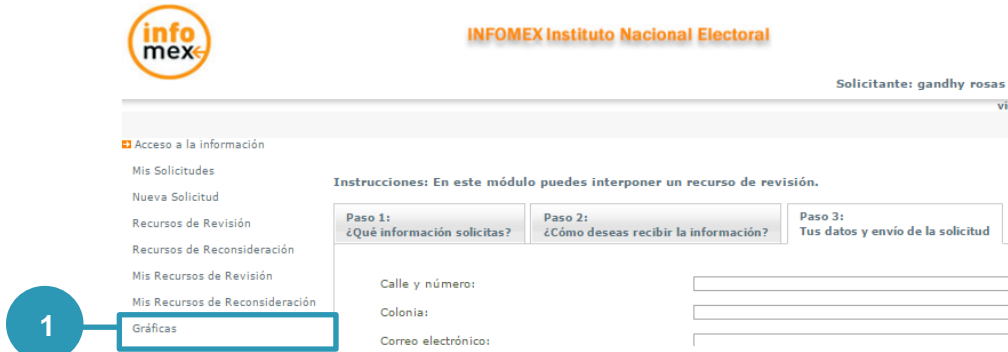 info
mex
INFOMEX Instituto Nacional Electoral
Solicitante: gandhy rosas
Acceso a la información
Mis Solicitudes
Nueva Solicitud
Recursos de Revisión
Recursos de Reconsideración
Mis Recursos de Revisión
Mis Recursos de Reconsideración
Gráficas
1
Instrucciones: En este módulo puedes interponer un recurso de revisión.
Paso 1:
¿Qué información solicitas?
Paso 2:
¿Cómo deseas recibir la información?
Paso 3:
Tus datos y envío de la solicitud
Calle y número:
Colonia:
Correo electrónico: